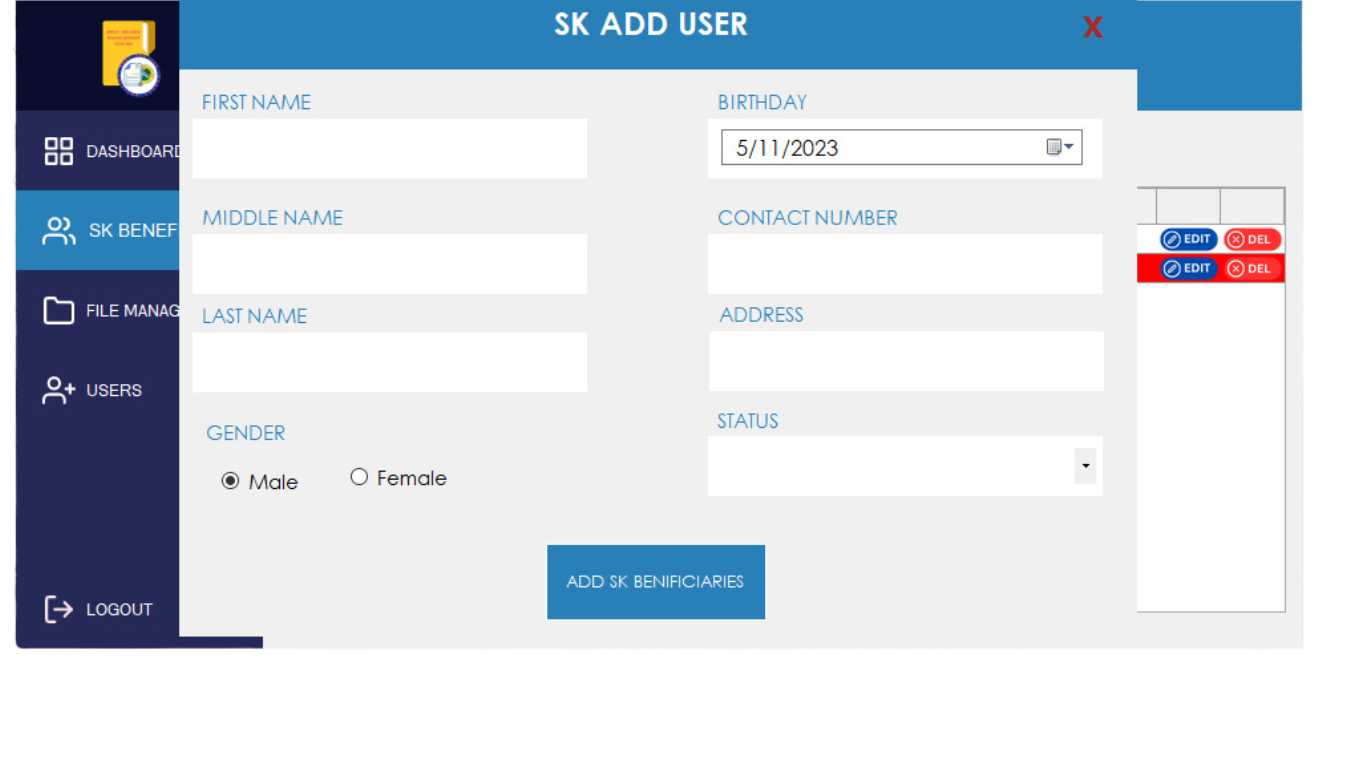 SK ADD USER
X
FIRST NAME
BIRTHDAY
5/11/2023
DASHBOARD
MIDDLE NAME
CONTACT NUMBER
SK BENEF
EDIT
DEL
EDIT
DEL
FILE MANAG
LAST NAME
ADDRESS
USERS
GENDER
STATUS
Male
Female
ADD SK BENIFICIARIES
LOGOUT